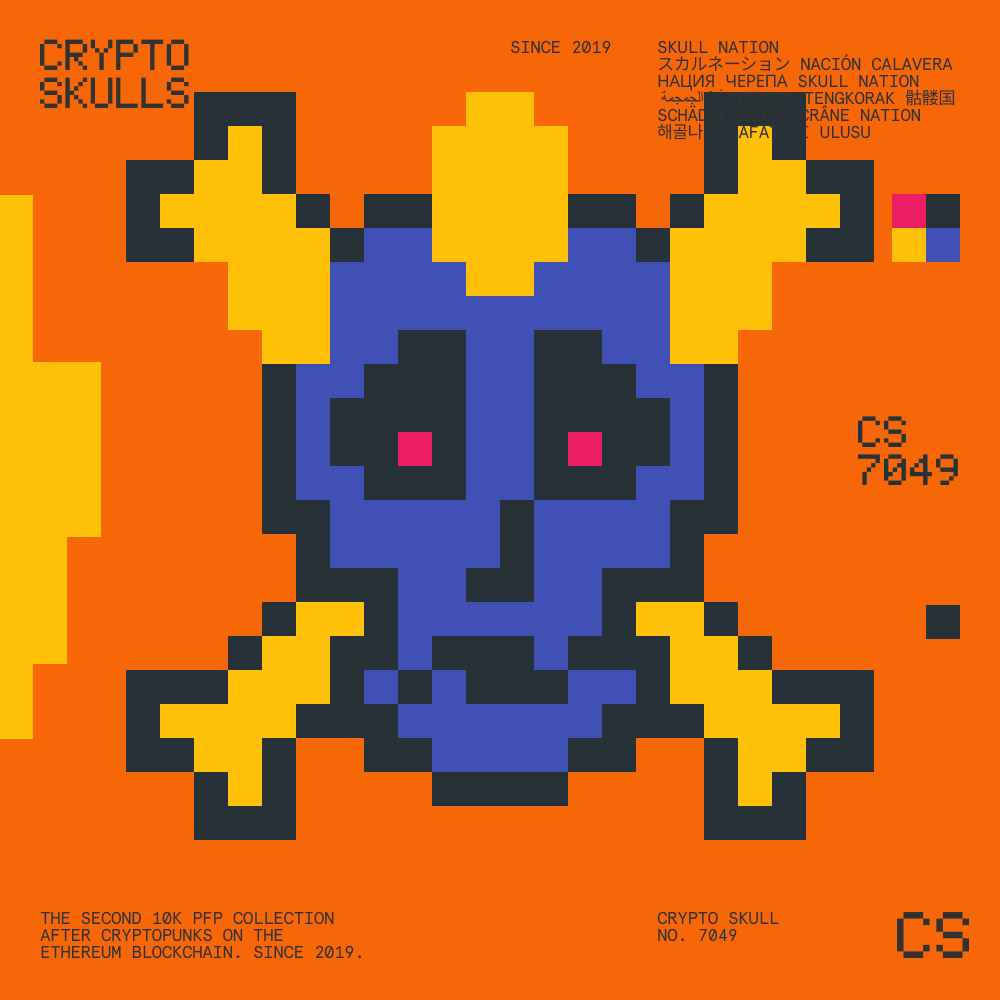 CRYPTO
SKULLS
SINCE 2019
SKULL NATION
スカルネーション NACIÓN CALAVERA
НАЦИЯ ЧЕРЕПА SKULL NATION
الجمجمة TENGKORAK 骷髅国
CRÂNE NATION
ULUSU
CS
7049
THE SECOND 10K PFP COLLECTION
AFTER CRYPTOPUNKS ON THE
ETHEREUM BLOCKCHAIN. SINCE 2019.
CRYPTO SKULL
NO. 7049
CS